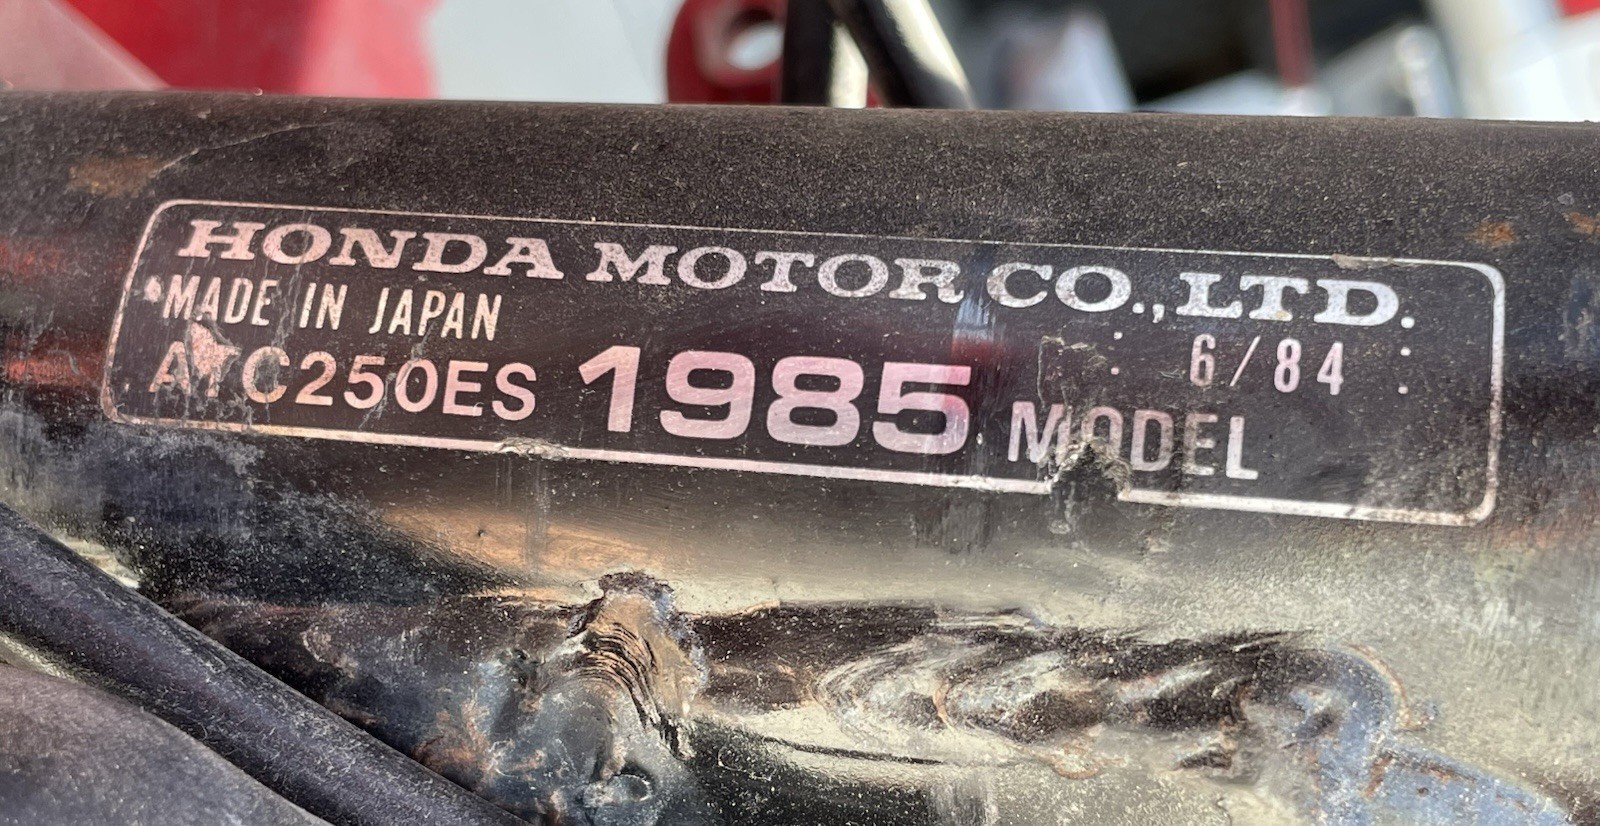 HONDA MOTOR CO., LTD.
*MADE IN JAPAN
: 6/84 :
ATC250ES 1985 MODEL